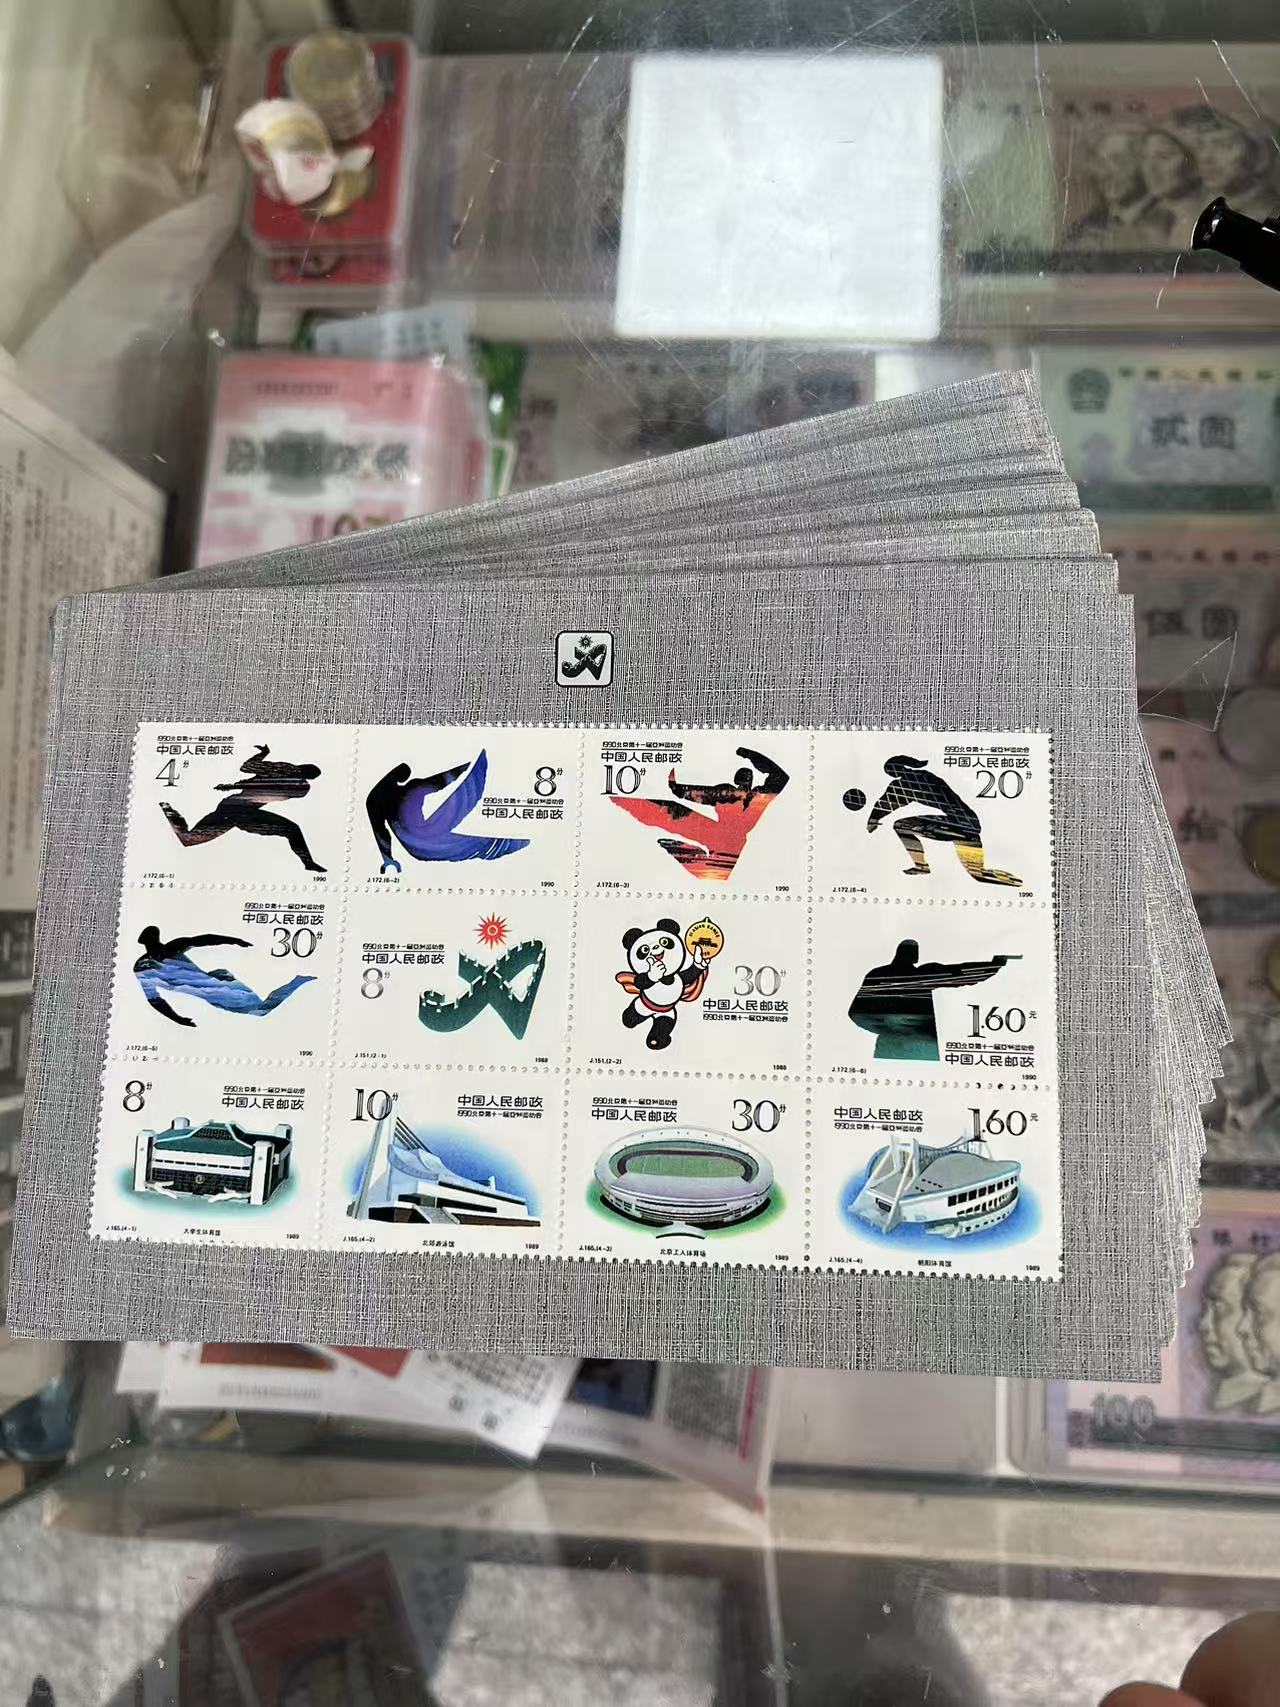 贰圆
伍圆
1990北京第十一届亚洲运动会
中国人民邮政
4分
J.172.(6-1)
1990
8分
1990北京第十一届亚洲运动会
中国人民邮政
J.172.(6-2)
1990
1990北京第十一届亚洲运动会
中国人民邮政
10分
J.172.(6-3)
1990
1990北京第十一届亚洲运动会
中国人民邮政
20分
J.172.(6-4)
1990
1990北京第十一届亚洲运动会
中国人民邮政
30分
J.172.(6-5)
1990
1990北京第十一届亚洲运动会
中国人民邮政
8分
J.151.(2-1)
1988
30分
中国人民邮政
1990北京第十一届亚洲运动会
J.151.(2-2)
1988
1.60元
1990北京第十一届亚洲运动会
中国人民邮政
J.172.(6-6)
1990
8分
1990北京第十一届亚洲运动会
中国人民邮政
J.165.(4-1)
大学生体育馆
1989
10分
中国人民邮政
1990北京第十一届亚洲运动会
J.165.(4-2)
北郊游泳馆
1989
1990北京第十一届亚洲运动会
中国人民邮政
30分
J.165.(4-3)
北京工人体育场
1989
中国人民邮政
1990北京第十一届亚洲运动会
1.60元
J.165.(4-4)
朝阳体育馆
1989
100